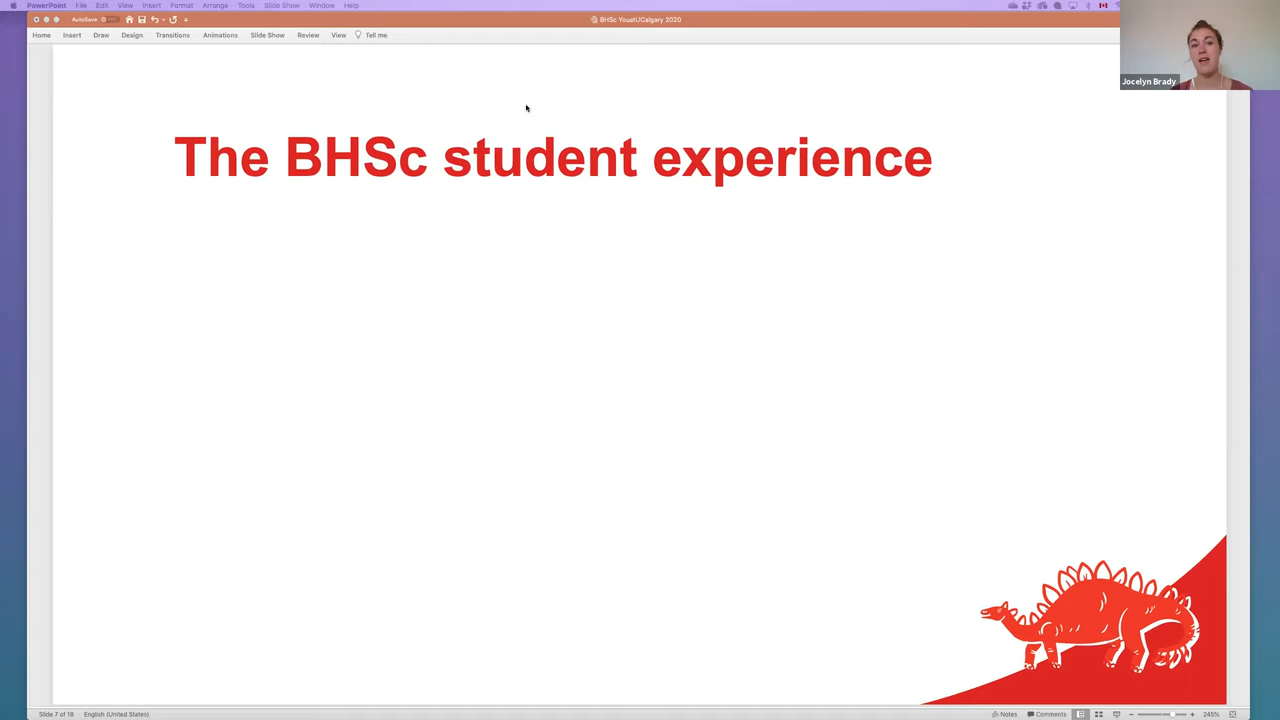 PowerPoint File Edit View Insert Format Arrange Tools Slide Show Window Help
AutoSave BHSc YouatUCalgary 2020
Home Insert Draw Design Transitions Animations Slide Show Review View Tell me
Jocelyn Brady
The BHSc student experience
Slide 7 of 18 English (United States) Notes Comments 245%